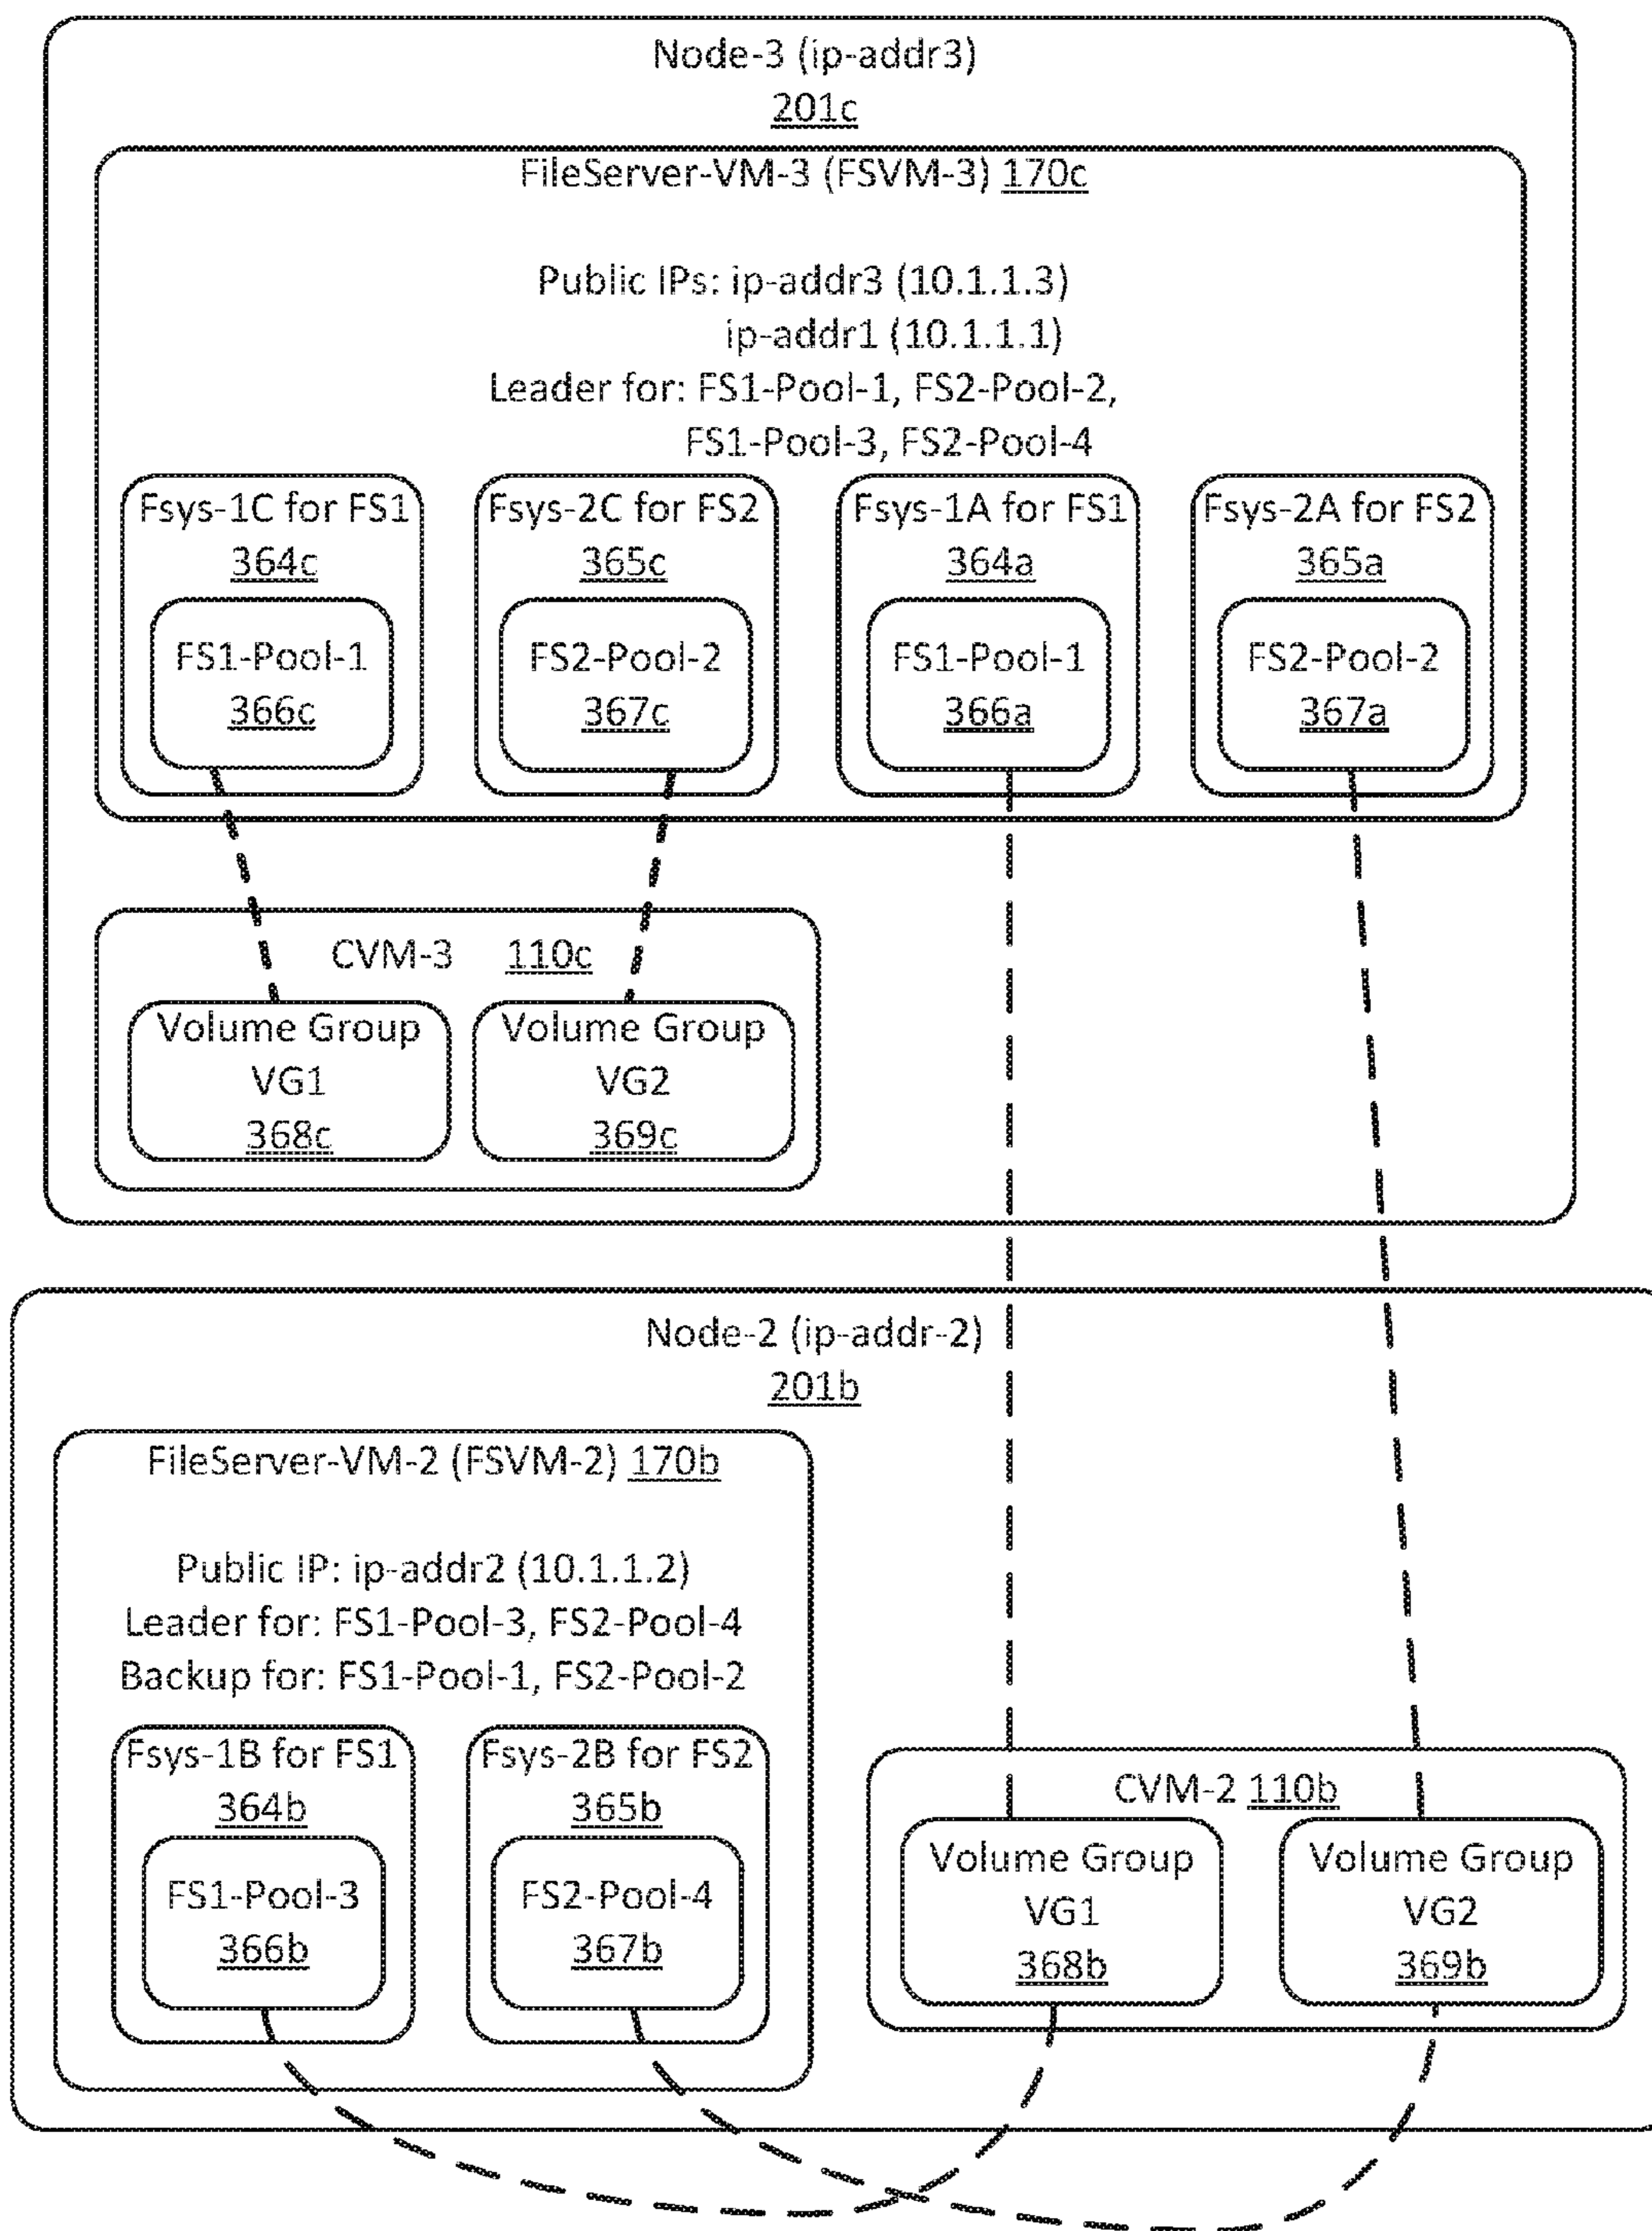 Node-3 (ip-addr3)
201c
FileServer-VM-3 (FSVM-3) 170c
Public IPs: ip-addr3 (10.1.1.3)
ip-addr1 (10.1.1.1)
Leader for: FS1-Pool-1, FS2-Pool-2,
FS1-Pool-3, FS2-Pool-4
Fsys-1C for FS1
364c
FS1-Pool-1
366c
Fsys-2C for FS2
365c
FS2-Pool-2
367c
Fsys-1A for FS1
364a
FS1-Pool-1
366a
Fsys-2A for FS2
365a
FS2-Pool-2
367a
CVM-3 110c
Volume Group
VG1
368c
Volume Group
VG2
369c
Node-2 (ip-addr-2)
201b
FileServer-VM-2 (FSVM-2) 170b
Public IP: ip-addr2 (10.1.1.2)
Leader for: FS1-Pool-3, FS2-Pool-4
Backup for: FS1-Pool-1, FS2-Pool-2
Fsys-1B for FS1
364b
FS1-Pool-3
366b
Fsys-2B for FS2
365b
FS2-Pool-4
367b
CVM-2 110b
Volume Group
VG1
368b
Volume Group
VG2
369b